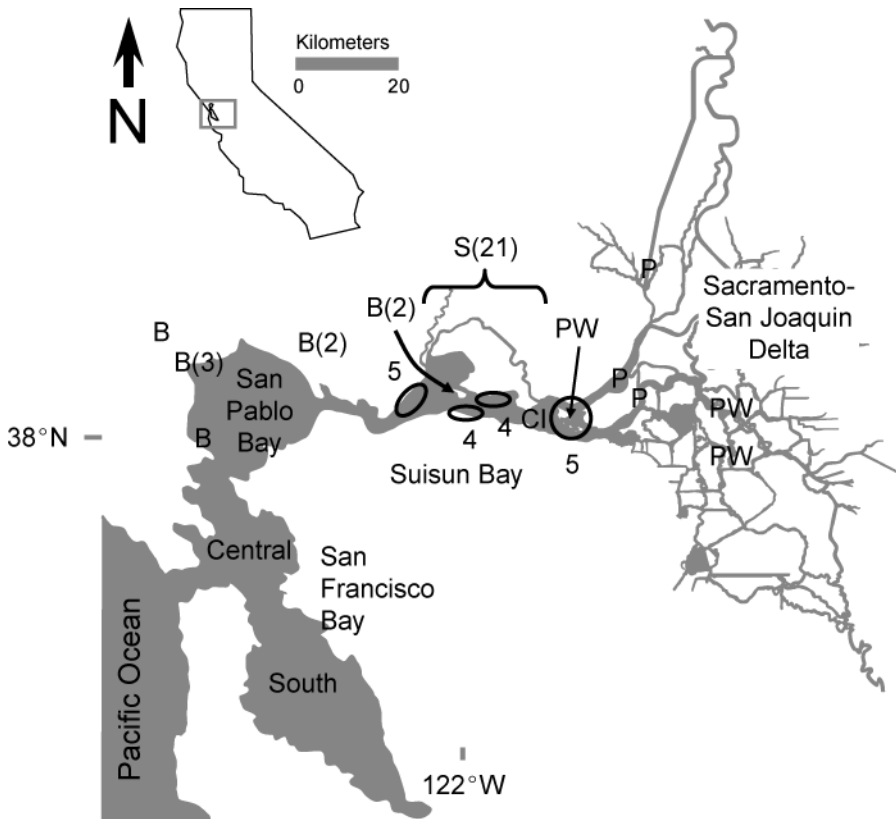 Kilometers
0 20
N
S(21)
P
B(2)
Sacramento-
San Joaquin
Delta
B
B(2)
PW
B(3)
5
San
Pablo
Bay
P
P
CI
PW
38°N
B
4
4
PW
5
Suisun Bay
Central
San
Francisco
Bay
Pacific Ocean
South
122°W